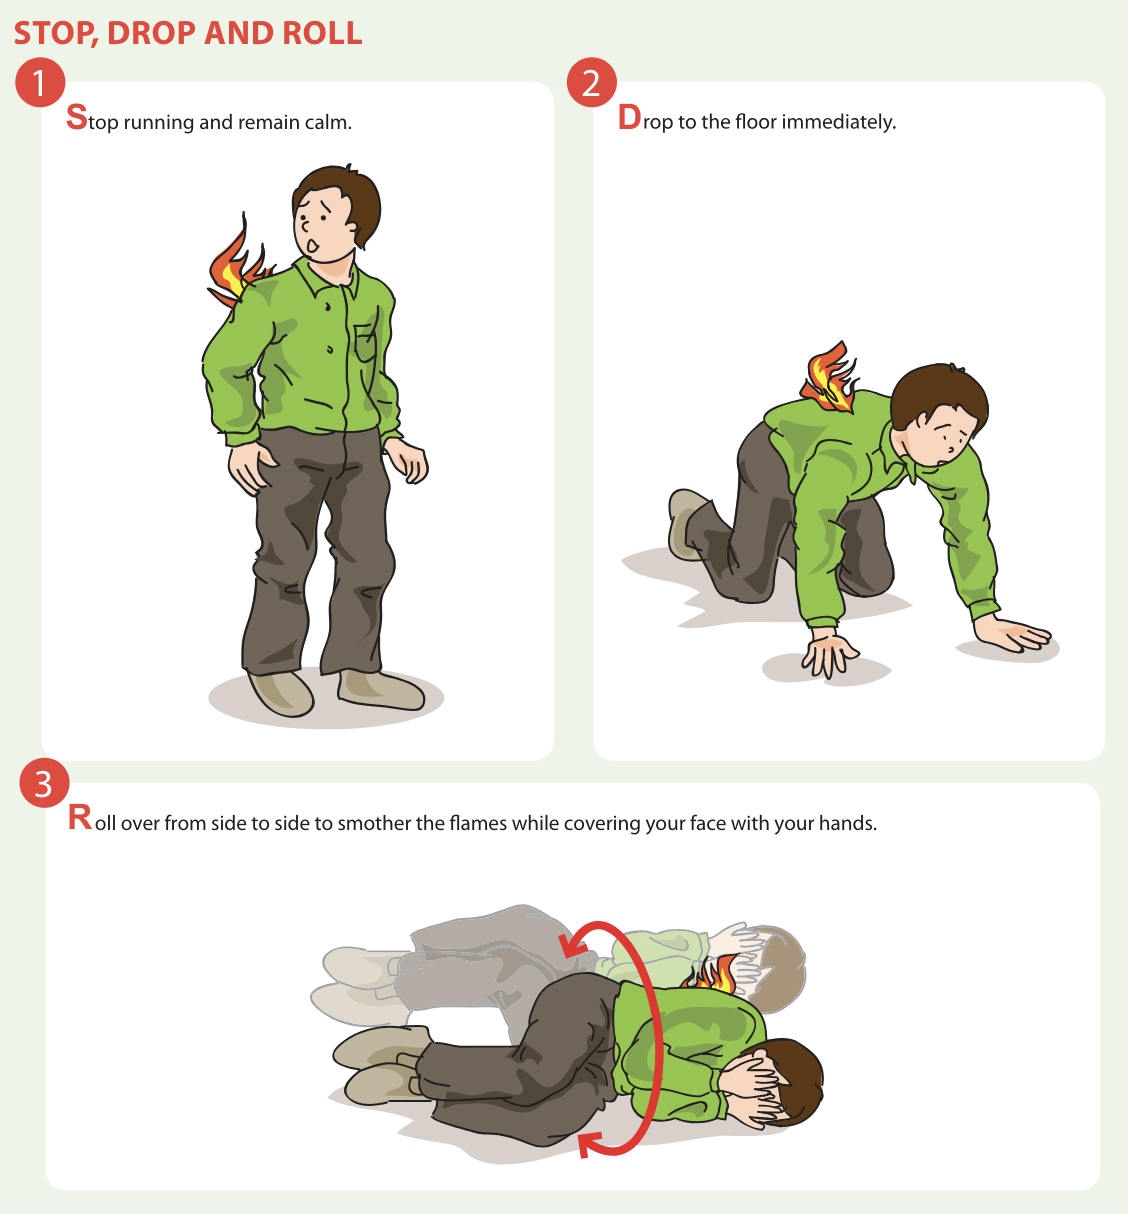 STOP, DROP AND ROLL
1
Stop running and remain calm.
2
Drop to the floor immediately.
3
Roll over from side to side to smother the flames while covering your face with your hands.